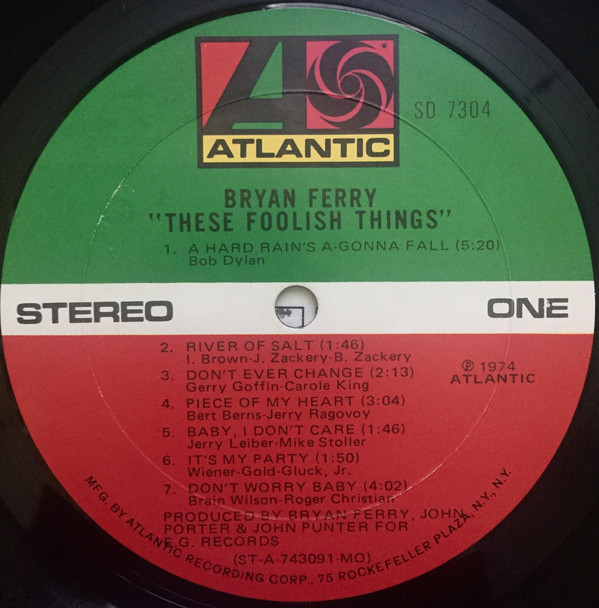 ATLANTIC
SD 7304
BRYAN FERRY
"THESE FOOLISH THINGS"
1. A HARD RAIN'S A-GONNA FALL (5:20)
Bob Dylan
STEREO
ONE
2. RIVER OF SALT (1:46)
I. Brown-J. Zackery-B. Zackery
3. DON'T EVER CHANGE (2:13)
Gerry Goffin-Carole King
4. PIECE OF MY HEART (3:04)
Bert Berns-Jerry Ragovoy
5. BABY, I DON'T CARE (1:46)
Jerry Leiber-Mike Stoller
6. IT'S MY PARTY (1:50)
Wiener-Gold-Gluck, Jr.
7. DON'T WORRY BABY (4:02)
Brain Wilson-Roger Christian
℗ 1974
ATLANTIC
PRODUCED BY BRYAN FERRY, JOHN
PORTER & JOHN PUNTER FOR
E.G. RECORDS
(ST-A-743091-MO)
MFG. BY ATLANTIC RECORDING CORP., 75 ROCKEFELLER PLAZA, N.Y., N.Y.